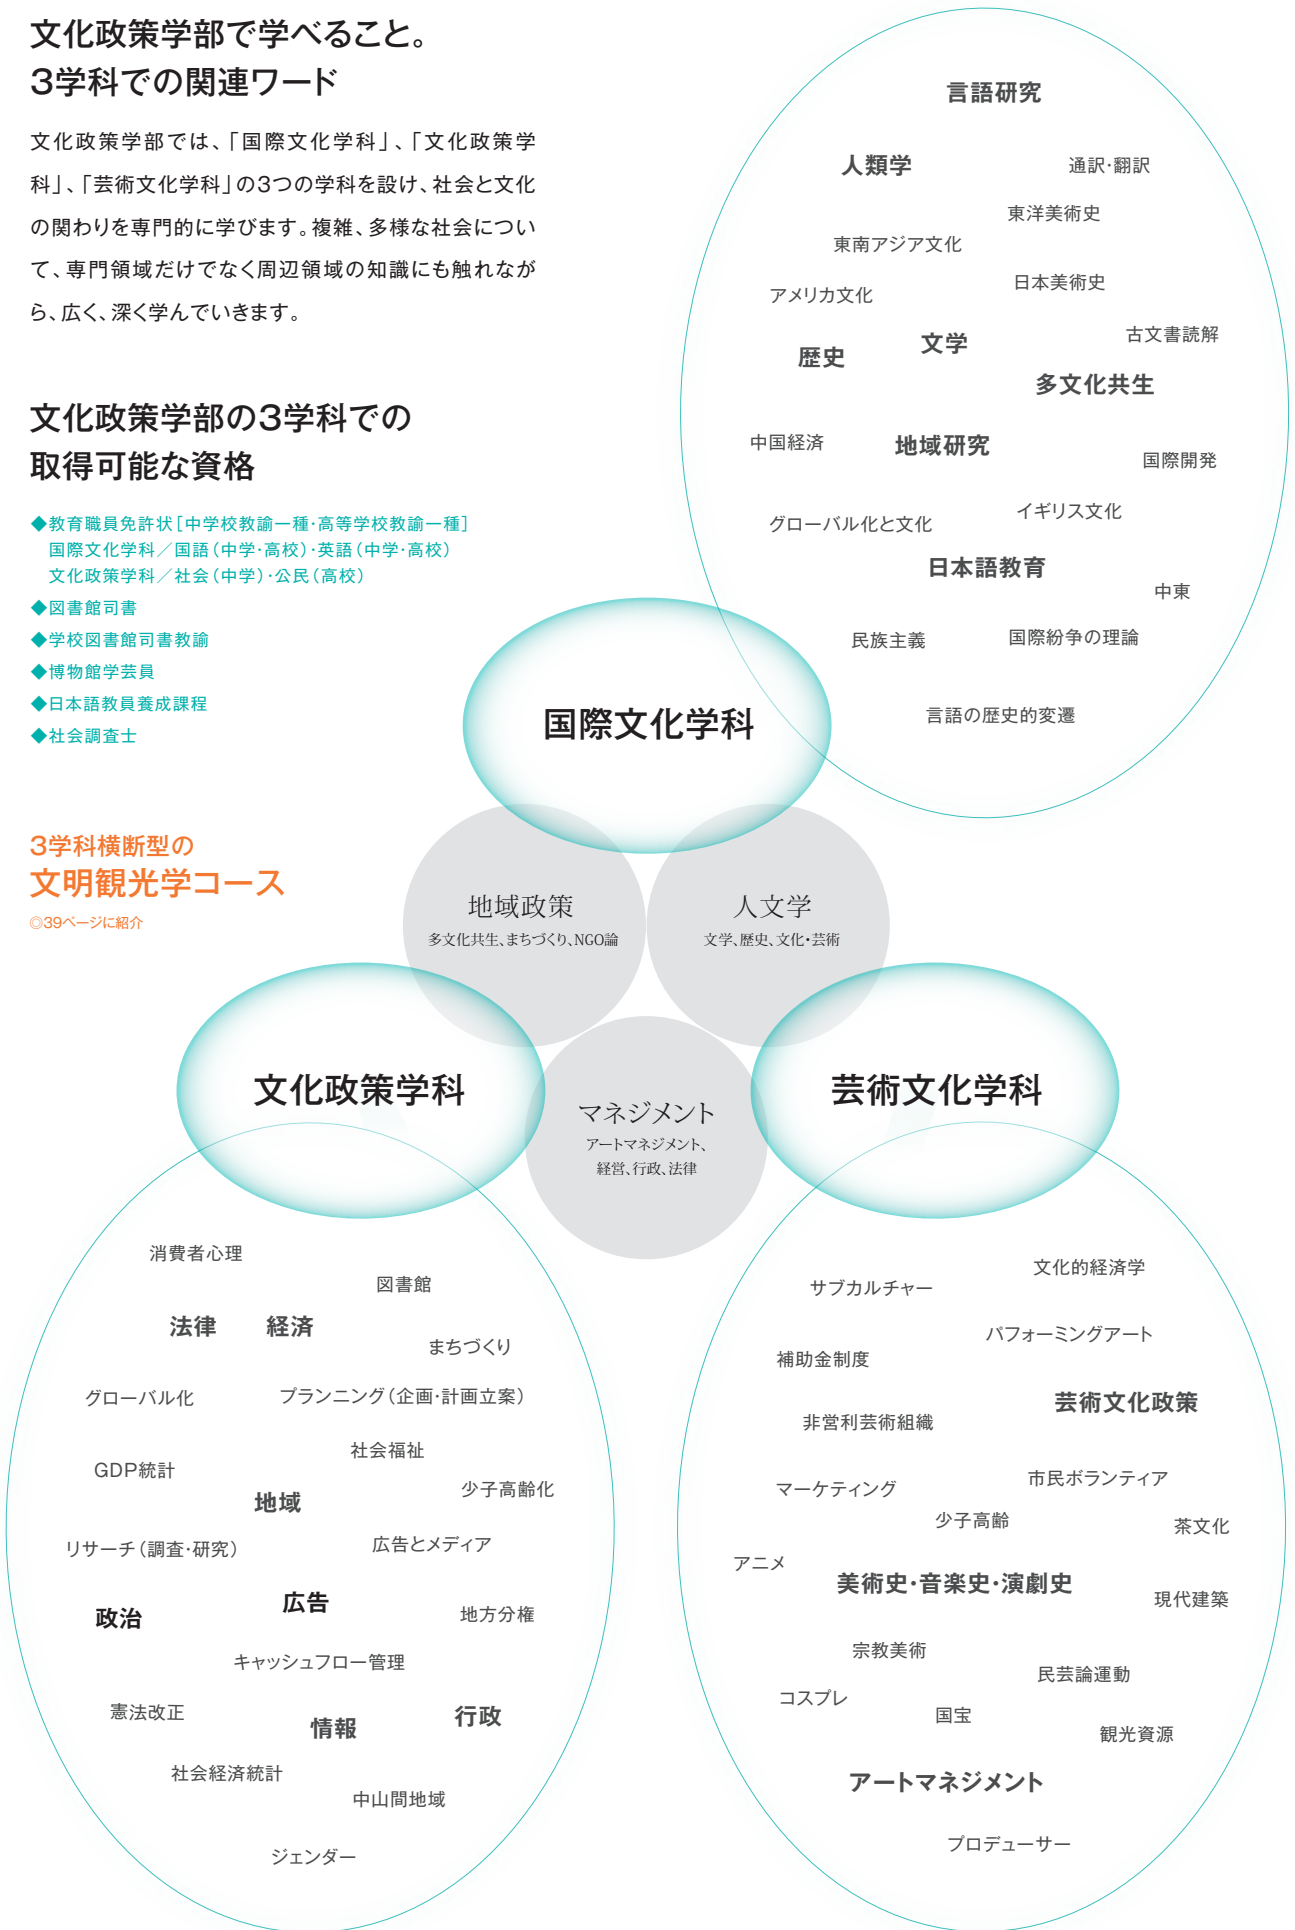 文化政策学部で学べること。
3学科での関連ワード
文化政策学部では、「国際文化学科」、「文化政策学
科」、「芸術文化学科」の3つの学科を設け、社会と文化
の関わりを専門的に学びます。複雑、多様な社会につい
て、専門領域だけでなく周辺領域の知識にも触れなが
ら、広く、深く学んでいきます。
文化政策学部の3学科での
取得可能な資格
◆教育職員免許状[中学校教諭一種・高等学校教諭一種]
国際文化学科／国語(中学・高校)・英語(中学・高校)
文化政策学科／社会(中学)・公民(高校)
◆図書館司書
◆学校図書館司書教諭
◆博物館学芸員
◆日本語教員養成課程
◆社会調査士
3学科横断型の
文明観光学コース
◎39ページに紹介
言語研究
人類学
通訳・翻訳
東洋美術史
東南アジア文化
日本美術史
アメリカ文化
古文書読解
文学
歴史
多文化共生
中国経済
地域研究
国際開発
イギリス文化
グローバル化と文化
日本語教育
中東
民族主義
国際紛争の理論
言語の歴史的変遷
国際文化学科
地域政策
多文化共生、まちづくり、NGO論
人文学
文学、歴史、文化・芸術
文化政策学科
芸術文化学科
マネジメント
アートマネジメント、
経営、行政、法律
消費者心理
図書館
法律
経済
まちづくり
グローバル化
プランニング(企画・計画立案)
社会福祉
GDP統計
少子高齢化
地域
リサーチ(調査・研究)
広告とメディア
広告
政治
地方分権
キャッシュフロー管理
憲法改正
情報
行政
社会経済統計
中山間地域
ジェンダー
文化的経済学
サブカルチャー
パフォーミングアート
補助金制度
芸術文化政策
非営利芸術組織
市民ボランティア
マーケティング
少子高齢
茶文化
アニメ
美術史・音楽史・演劇史
現代建築
宗教美術
民芸論運動
コスプレ
国宝
観光資源
アートマネジメント
プロデューサー